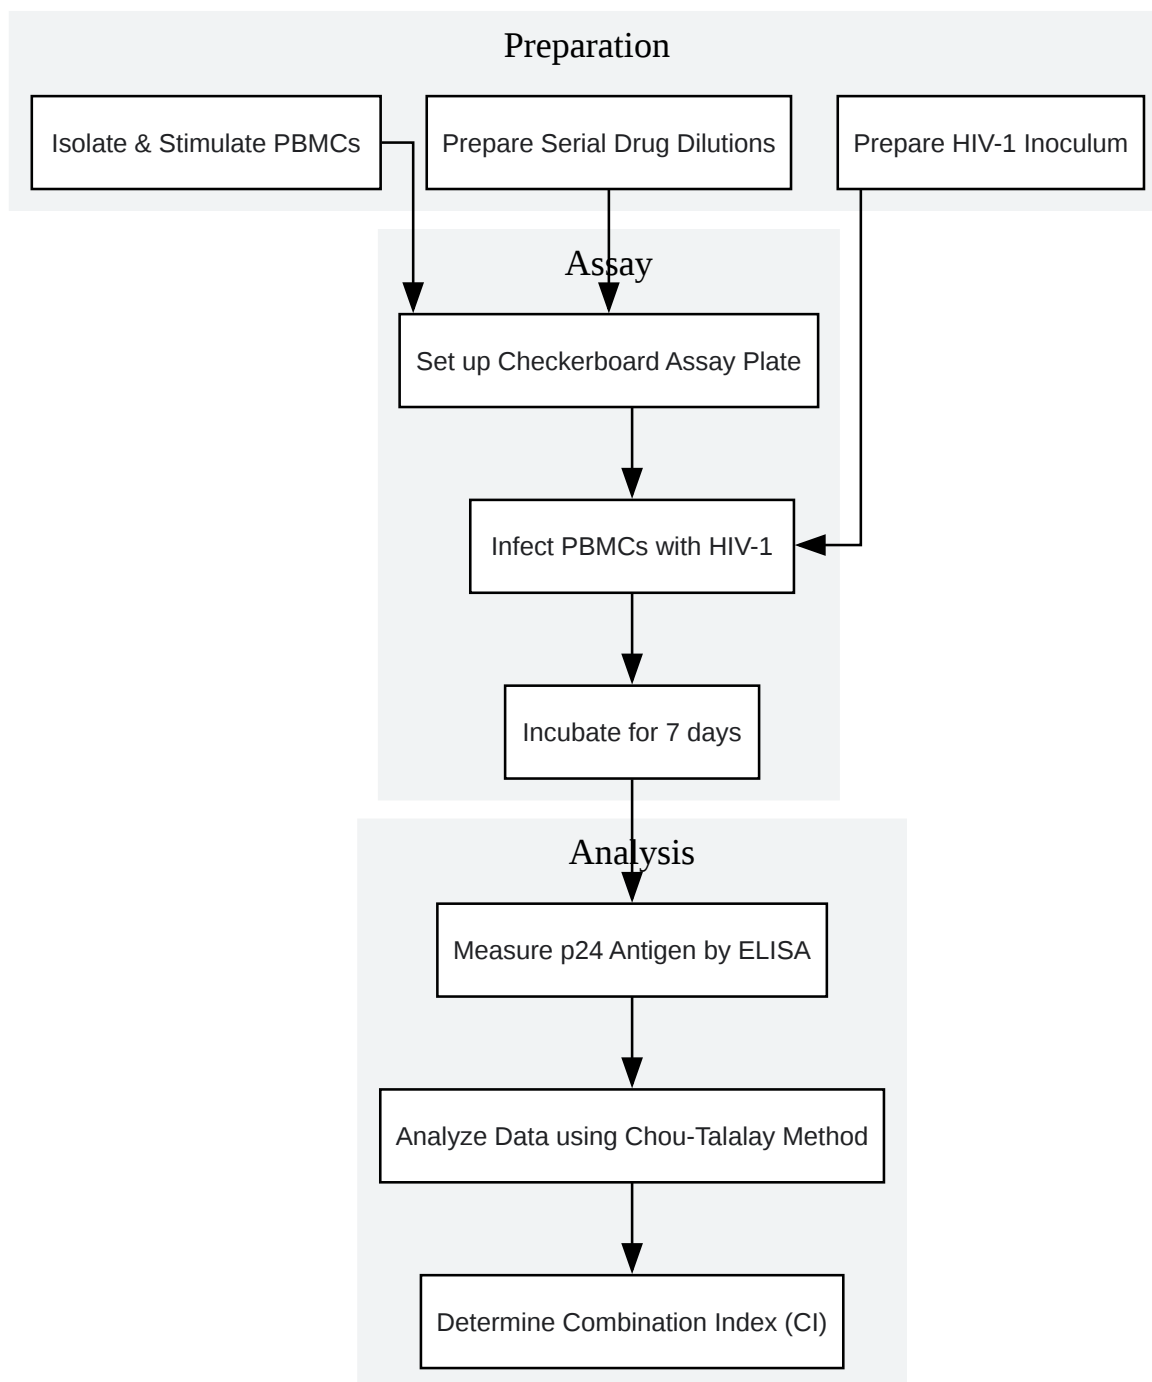 Preparation
Isolate & Stimulate PBMCs
Prepare Serial Drug Dilutions
Prepare HIV-1 Inoculum
Assay
Set up Checkerboard Assay Plate
Infect PBMCs with HIV-1
Incubate for 7 days
Analysis
Measure p24 Antigen by ELISA
Analyze Data using Chou-Talalay Method
Determine Combination Index (CI)